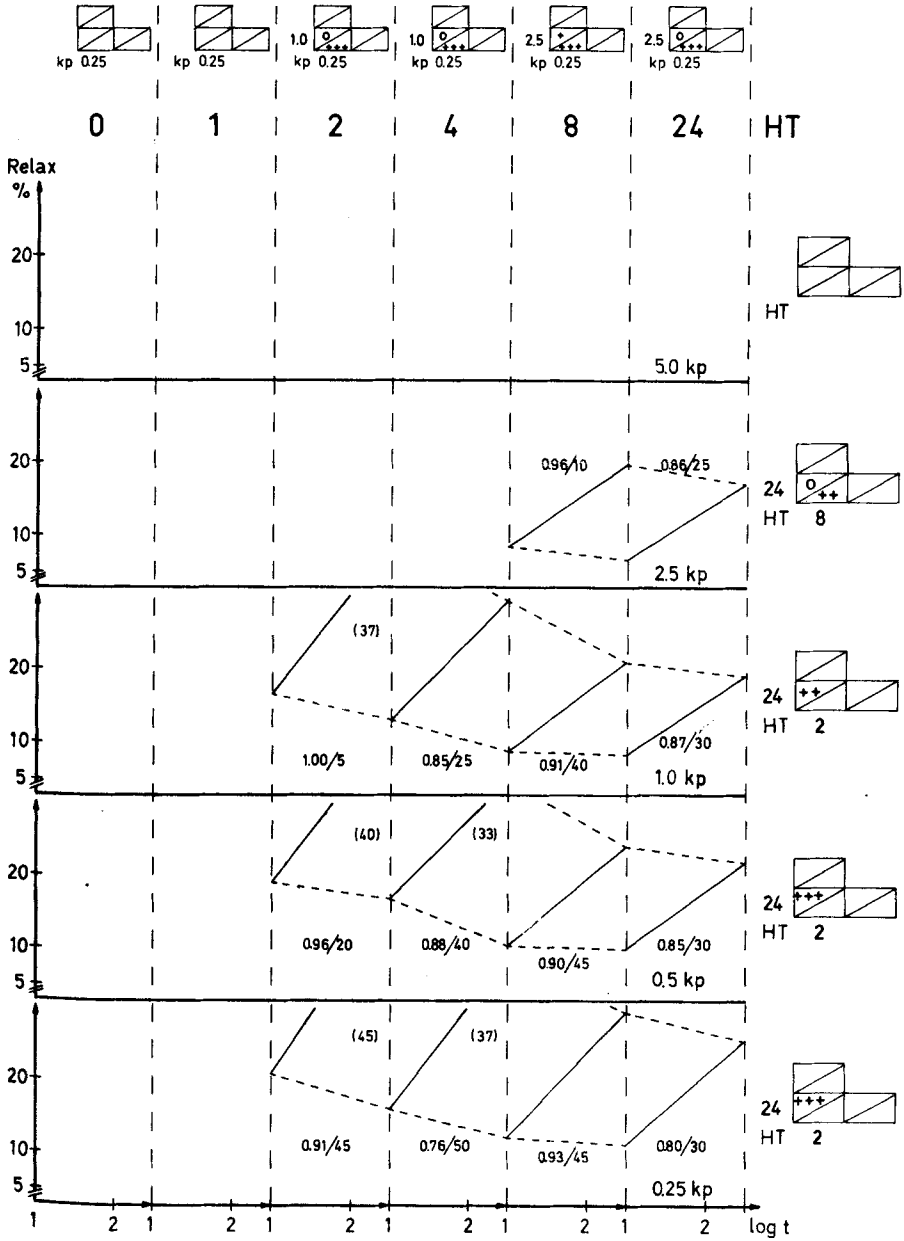 1.0 O 1.0 O 2.5 + 2.5 O
+++ +++ +++ +++
kp 0.25 kp 0.25 kp 0.25 kp 0.25 kp 0.25 kp 0.25
0 1 2 4 8 24 HT
Relax
%
20
10
5
HT
5.0 kp
20
10
5
0.96/10 0.86/25
24 O ++
HT 8
2.5 kp
20
10
5
(37)
1.00/5 0.85/25 0.91/40 0.87/30
24 ++
HT 2
1.0 kp
20
10
5
(40) (33)
0.96/20 0.88/40 0.90/45 0.85/30
24 +++
HT 2
0.5 kp
20
10
5
(45) (37)
0.91/45 0.76/50 0.93/45 0.80/30
24 +++
HT 2
0.25 kp
1 2 1 2 1 2 1 2 1 2 1 2 log t